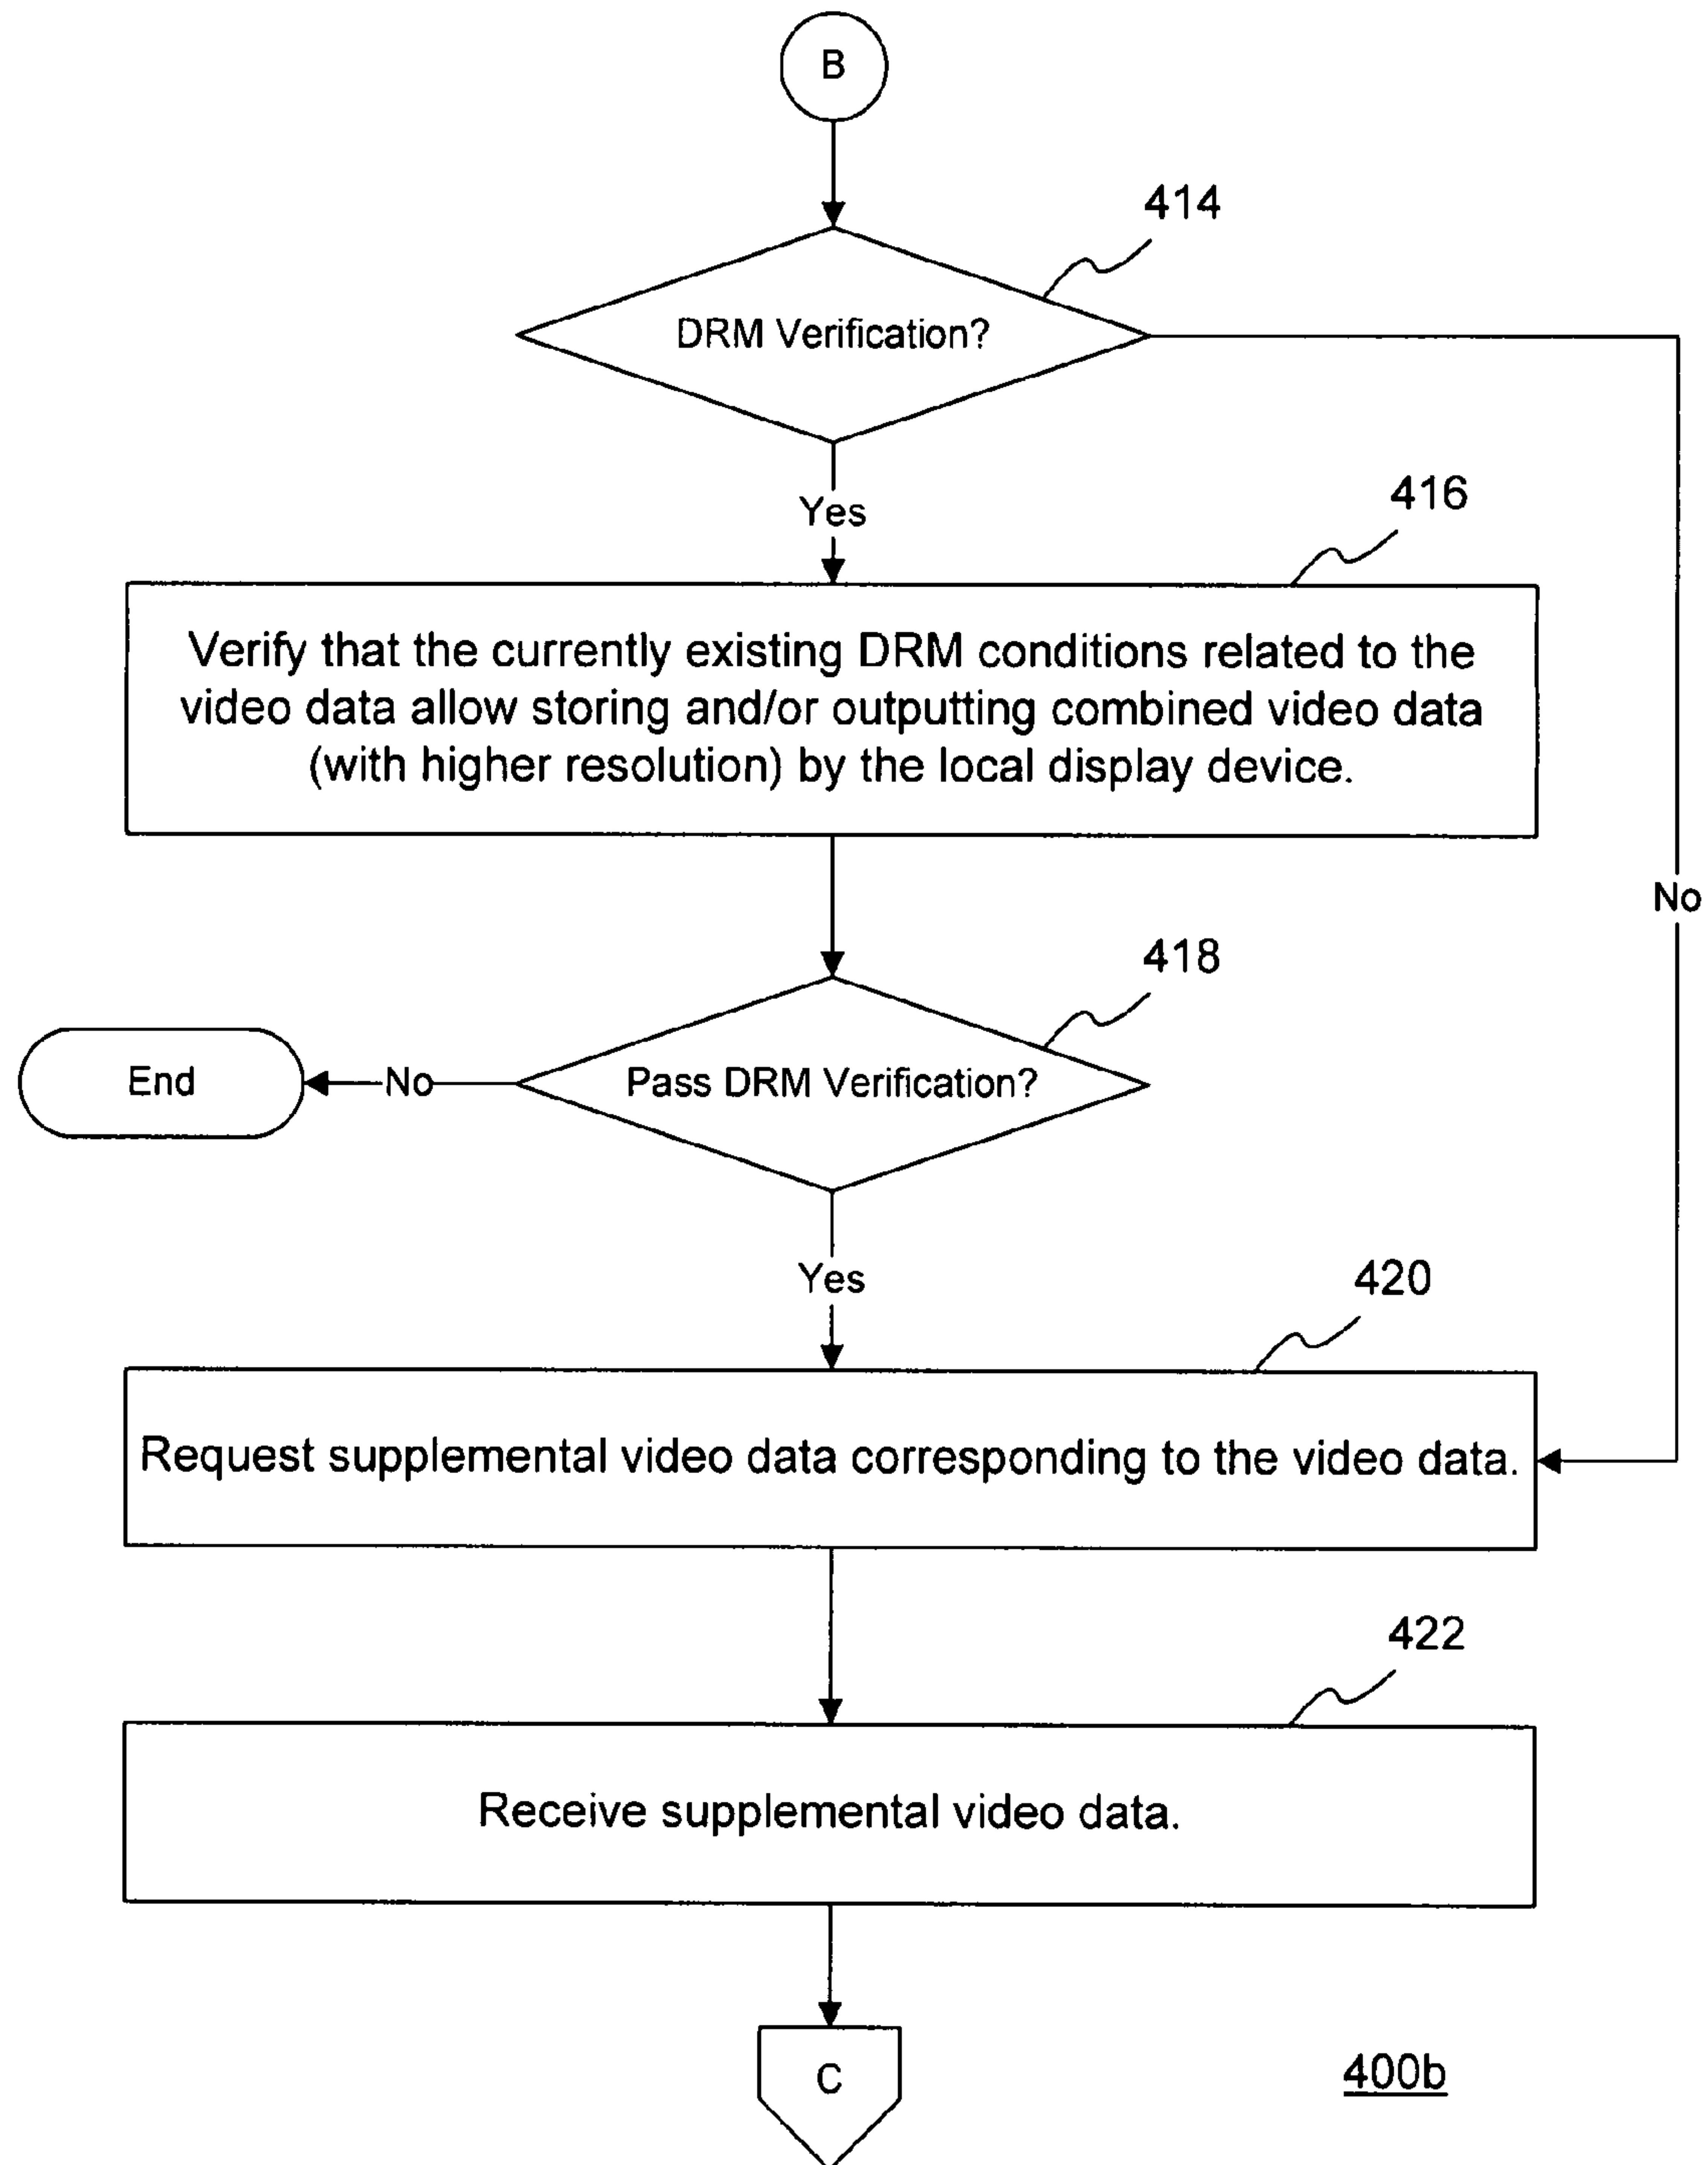 B
414
DRM Verification?
Yes
416
Verify that the currently existing DRM conditions related to the
video data allow storing and/or outputting combined video data
(with higher resolution) by the local display device.
No
418
End
No
Pass DRM Verification?
Yes
420
Request supplemental video data corresponding to the video data.
422
Receive supplemental video data.
C
400b